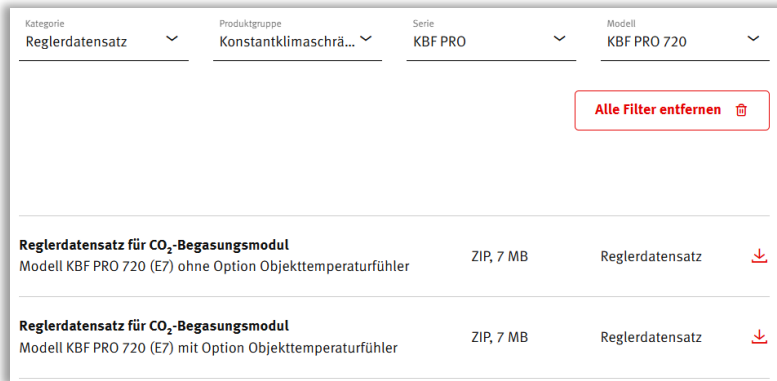 Kategorie Produktgruppe Serie Modell
Reglerdatensatz Konstantklimaschrä... KBF PRO KBF PRO 720
Alle Filter entfernen
Reglerdatensatz für CO₂-Begasungsmodul
Modell KBF PRO 720 (E7) ohne Option Objekttemperaturfühler ZIP, 7 MB Reglerdatensatz
Reglerdatensatz für CO₂-Begasungsmodul
Modell KBF PRO 720 (E7) mit Option Objekttemperaturfühler ZIP, 7 MB Reglerdatensatz